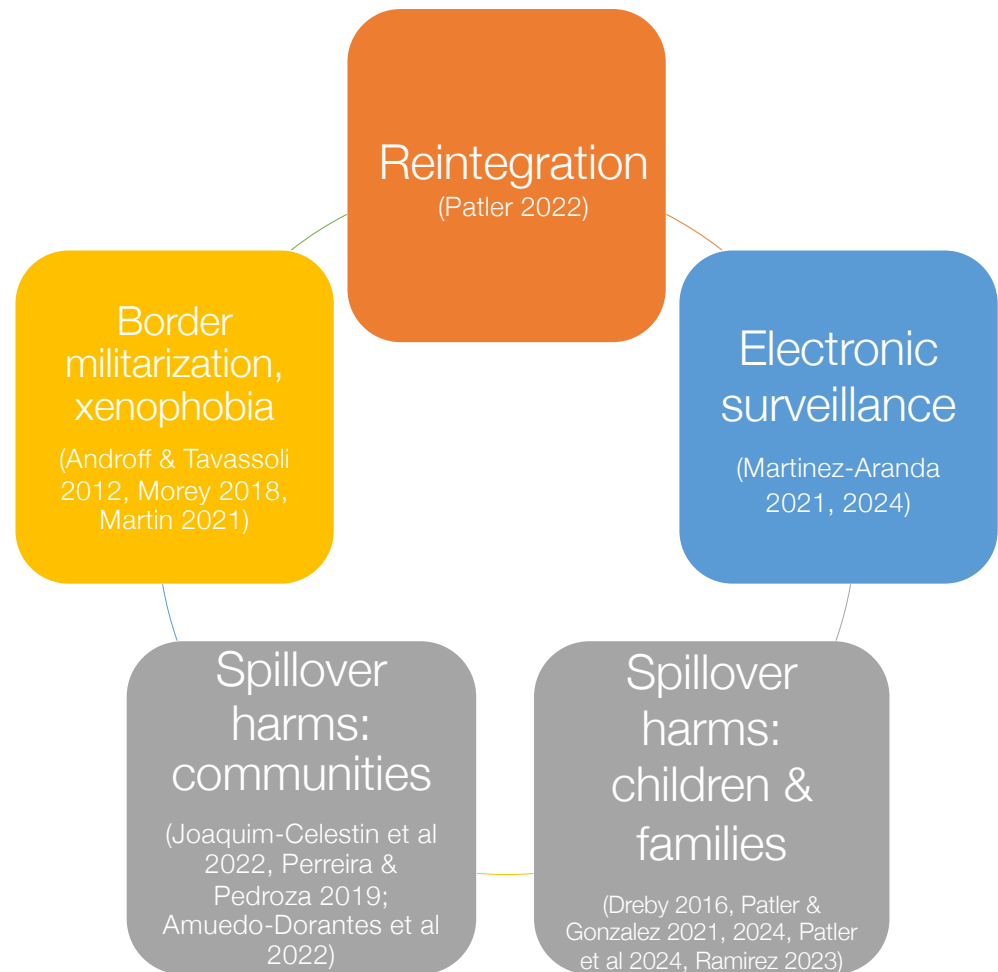 Reintegration
(Patler 2022)
Border
militarization,
xenophobia
(Androff & Tavassoli
2012, Morey 2018,
Martin 2021)
Electronic
surveillance
(Martinez-Aranda
2021, 2024)
Spillover
harms:
communities
(Joaquim-Celestin et al
2022, Perreira &
Pedroza 2019;
Amuedo-Dorantes et al
2022)
Spillover
harms:
children &
families
(Dreby 2016, Patler &
Gonzalez 2021, 2024, Patler
et al 2024, Ramirez 2023)